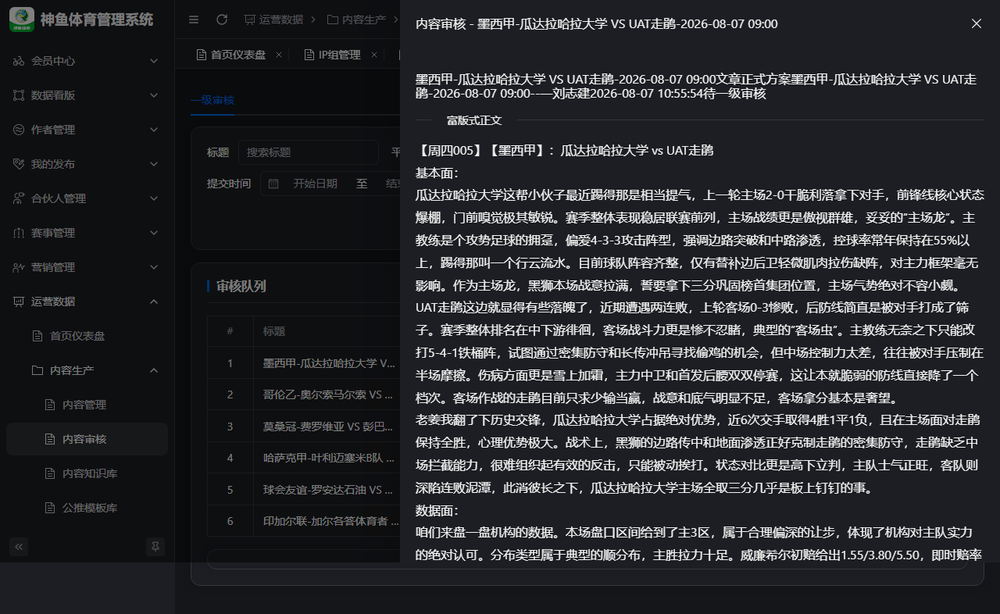 神鱼体育管理系统
会员中心
数据看版
作者管理
我的发布
合伙人管理
赛事管理
营销管理
运营数据
首页仪表盘
内容生产
内容管理
内容审核
内容知识库
公推模板库
运营数据
内容生产
首页仪表盘
IP组管理
一级审核
标题
搜索标题
提交时间
开始日期
至
审核队列
# 标题
1 墨西甲-瓜达拉哈拉大学 V...
2 哥伦乙-奥尔索马尔索 VS ...
3 莫桑冠-费罗维亚 VS 彭巴...
4 哈萨克甲-叶利迈塞米B队 ...
5 球会友谊-罗安达石油 VS ...
6 印加尔联-加尔各答体育者 ...
内容审核 - 墨西甲-瓜达拉哈拉大学 VS UAT走鹃-2026-08-07 09:00
墨西甲-瓜达拉哈拉大学 VS UAT走鹃-2026-08-07 09:00文章正式方案墨西甲-瓜达拉哈拉大学 VS UAT走
鹃-2026-08-07 09:00--—刘志建2026-08-07 10:55:54待一级审核
富版式正文
【周四005】【墨西甲】：瓜达拉哈拉大学 vs UAT走鹃
基本面：
瓜达拉哈拉大学这帮小伙子最近踢得那是相当提气，上一轮主场2-0干脆利落拿下对手，前锋线核心状态
爆棚，门前嗅觉极其敏锐。赛季整体表现稳居联赛前列，主场战绩更是傲视群雄，妥妥的“主场龙”。主
教练是个攻势足球的拥趸，偏爱4-3-3攻击阵型，强调边路突破和中路渗透，控球率常年保持在55%以
上，踢得那叫一个行云流水。目前球队阵容齐整，仅有替补边后卫轻微肌肉拉伤缺阵，对主力框架毫无
影响。作为主场龙，黑狮本场战意拉满，誓要拿下三分巩固榜首集团位置，主场气势绝对不容小觑。
UAT走鹃这边就显得有些落魄了，近期遭遇两连败，上轮客场0-3惨败，后防线简直是被对手打成了筛
子。赛季整体排名在中下游徘徊，客场战斗力更是惨不忍睹，典型的“客场虫”。主教练无奈之下只能改
打5-4-1铁桶阵，试图通过密集防守和长传冲吊寻找偷鸡的机会，但中场控制力太差，往往被对手压制在
半场摩擦。伤病方面更是雪上加霜，主力中卫和首发后腰双双停赛，这让本就脆弱的防线直接降了一个
档次。客场作战的走鹃目前只求少输当赢，战意和底气明显不足，客场拿分基本是奢望。
老姜我翻了下历史交锋，瓜达拉哈拉大学占据绝对优势，近6次交手取得4胜1平1负，且在主场面对走鹃
保持全胜，心理优势极大。战术上，黑狮的边路传中和地面渗透正好克制走鹃的密集防守，走鹃缺乏中
场拦截能力，很难组织起有效的反击，只能被动挨打。状态对比更是高下立判，主队士气正旺，客队则
深陷连败泥潭，此消彼长之下，瓜达拉哈拉大学主场全取三分几乎是板上钉钉的事。
数据面：
咱们来盘一盘机构的数据。本场盘口区间给到了主3区，属于合理偏深的让步，体现了机构对主队实力
的绝对认可。分布类型属于典型的顺分布，主胜拉力十足。威廉希尔初赔给出1.55/3.80/5.50，即时赔率